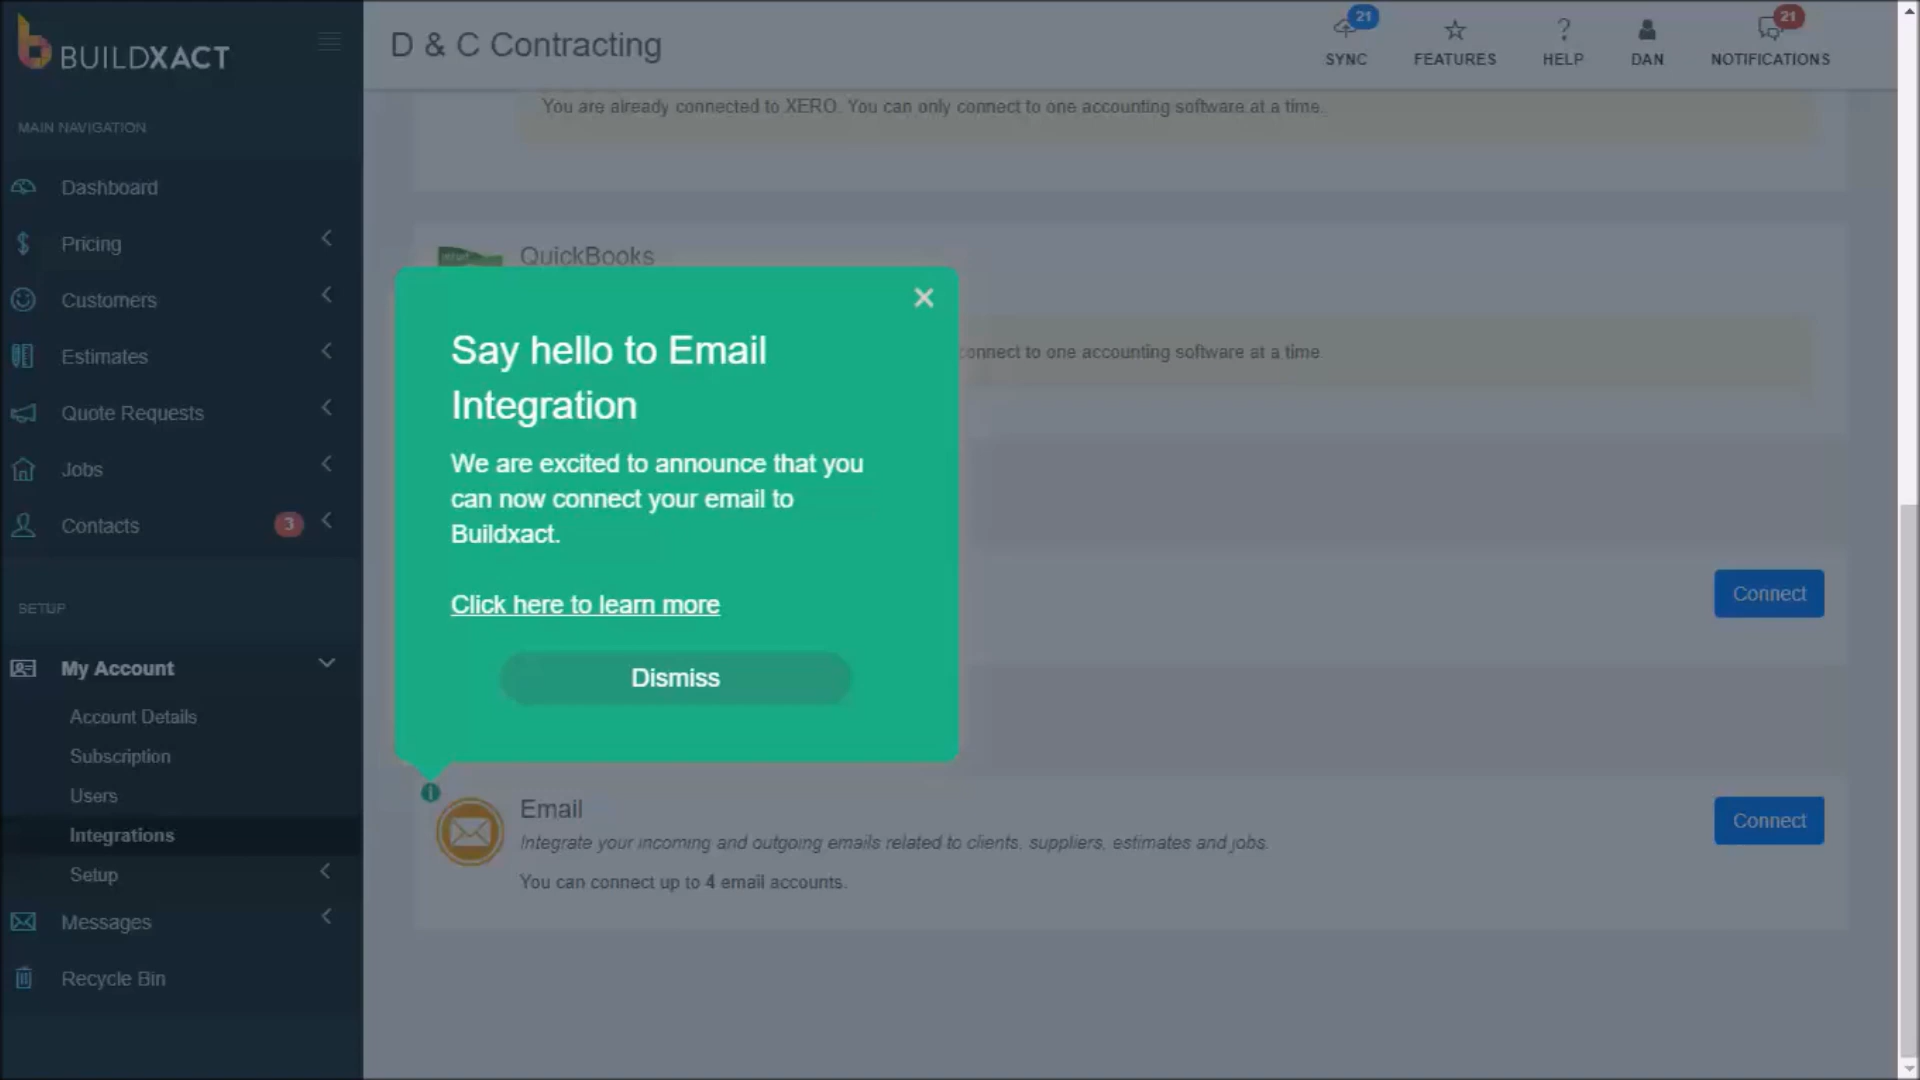 BUILDXACT
D & C Contracting
21
SYNC
FEATURES
?
HELP
DAN
21
NOTIFICATIONS
MAIN NAVIGATION
Dashboard
Pricing
Customers
Estimates
Quote Requests
Jobs
Contacts
3
SETUP
My Account
Account Details
Subscription
Users
Integrations
Setup
Messages
Recycle Bin
You are already connected to XERO. You can only connect to one accounting software at a time.
QuickBooks
connect to one accounting software at a time
Say hello to Email
Integration
We are excited to announce that you
can now connect your email to
Buildxact.
Click here to learn more
Dismiss
Connect
Email
Integrate your incoming and outgoing emails related to clients, suppliers, estimates and jobs.
You can connect up to 4 email accounts.
Connect